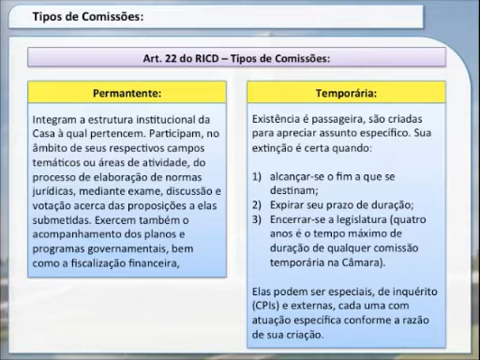 Tipos de Comissões:
Art. 22 do RICD – Tipos de Comissões:
Permantente:
Integram a estrutura institucional da
Casa à qual pertencem. Participam, no
âmbito de seus respectivos campos
temáticos ou áreas de atividade, do
processo de elaboração de normas
jurídicas, mediante exame, discussão e
votação acerca das proposições a elas
submetidas. Exercem também o
acompanhamento dos planos e
programas governamentais, bem
como a fiscalização financeira,
Temporária:
Existência é passageira, são criadas
para apreciar assunto específico. Sua
extinção é certa quando:
1) alcançar-se o fim a que se
destinam;
2) Expirar seu prazo de duração;
3) Encerrar-se a legislatura (quatro
anos é o tempo máximo de
duração de qualquer comissão
temporária na Câmara).
Elas podem ser especiais, de inquérito
(CPIs) e externas, cada uma com
atuação específica conforme a razão
de sua criação.